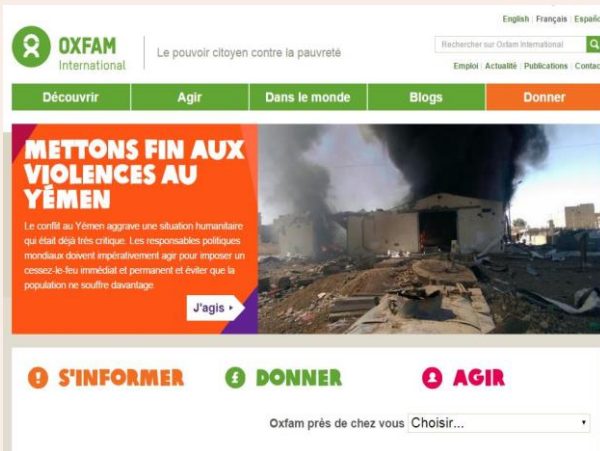 English | Français | Españo
OXFAM
International
Le pouvoir citoyen contre la pauvreté
Rechercher sur Oxfam International
Emploi | Actualité | Publications | Contac
Découvrir
Agir
Dans le monde
Blogs
Donner
METTONS FIN AUX
VIOLENCES AU
YÉMEN
Le conflit au Yémen aggrave une situation humanitaire
qui était déjà très critique. Les responsables politiques
mondiaux doivent impérativement agir pour imposer un
cessez-le-feu immédiat et permanent et éviter que la
population ne souffre davantage.
J'agis
S'INFORMER
DONNER
AGIR
Oxfam près de chez vous Choisir...